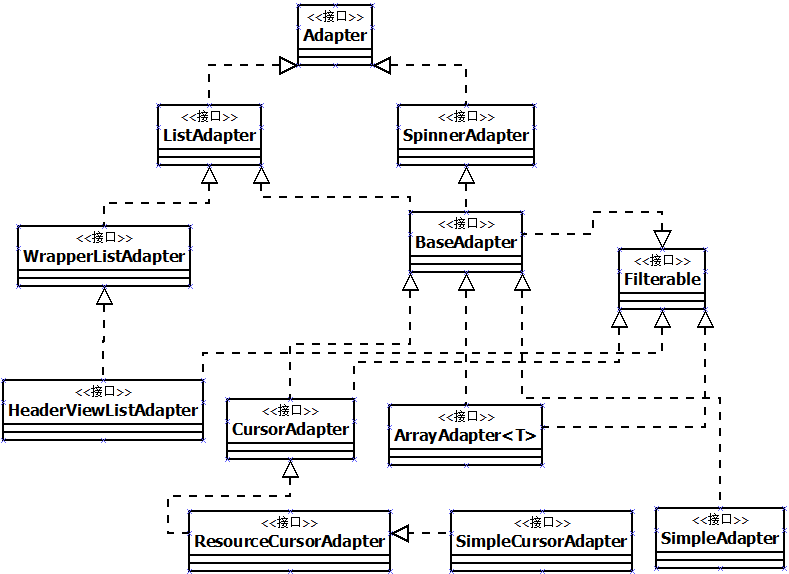 <<接口>>
Adapter
<<接口>>
ListAdapter
<<接口>>
SpinnerAdapter
<<接口>>
WrapperListAdapter
<<接口>>
BaseAdapter
<<接口>>
Filterable
<<接口>>
HeaderViewListAdapter
<<接口>>
CursorAdapter
<<接口>>
ArrayAdapter<T>
<<接口>>
ResourceCursorAdapter
<<接口>>
SimpleCursorAdapter
<<接口>>
SimpleAdapter